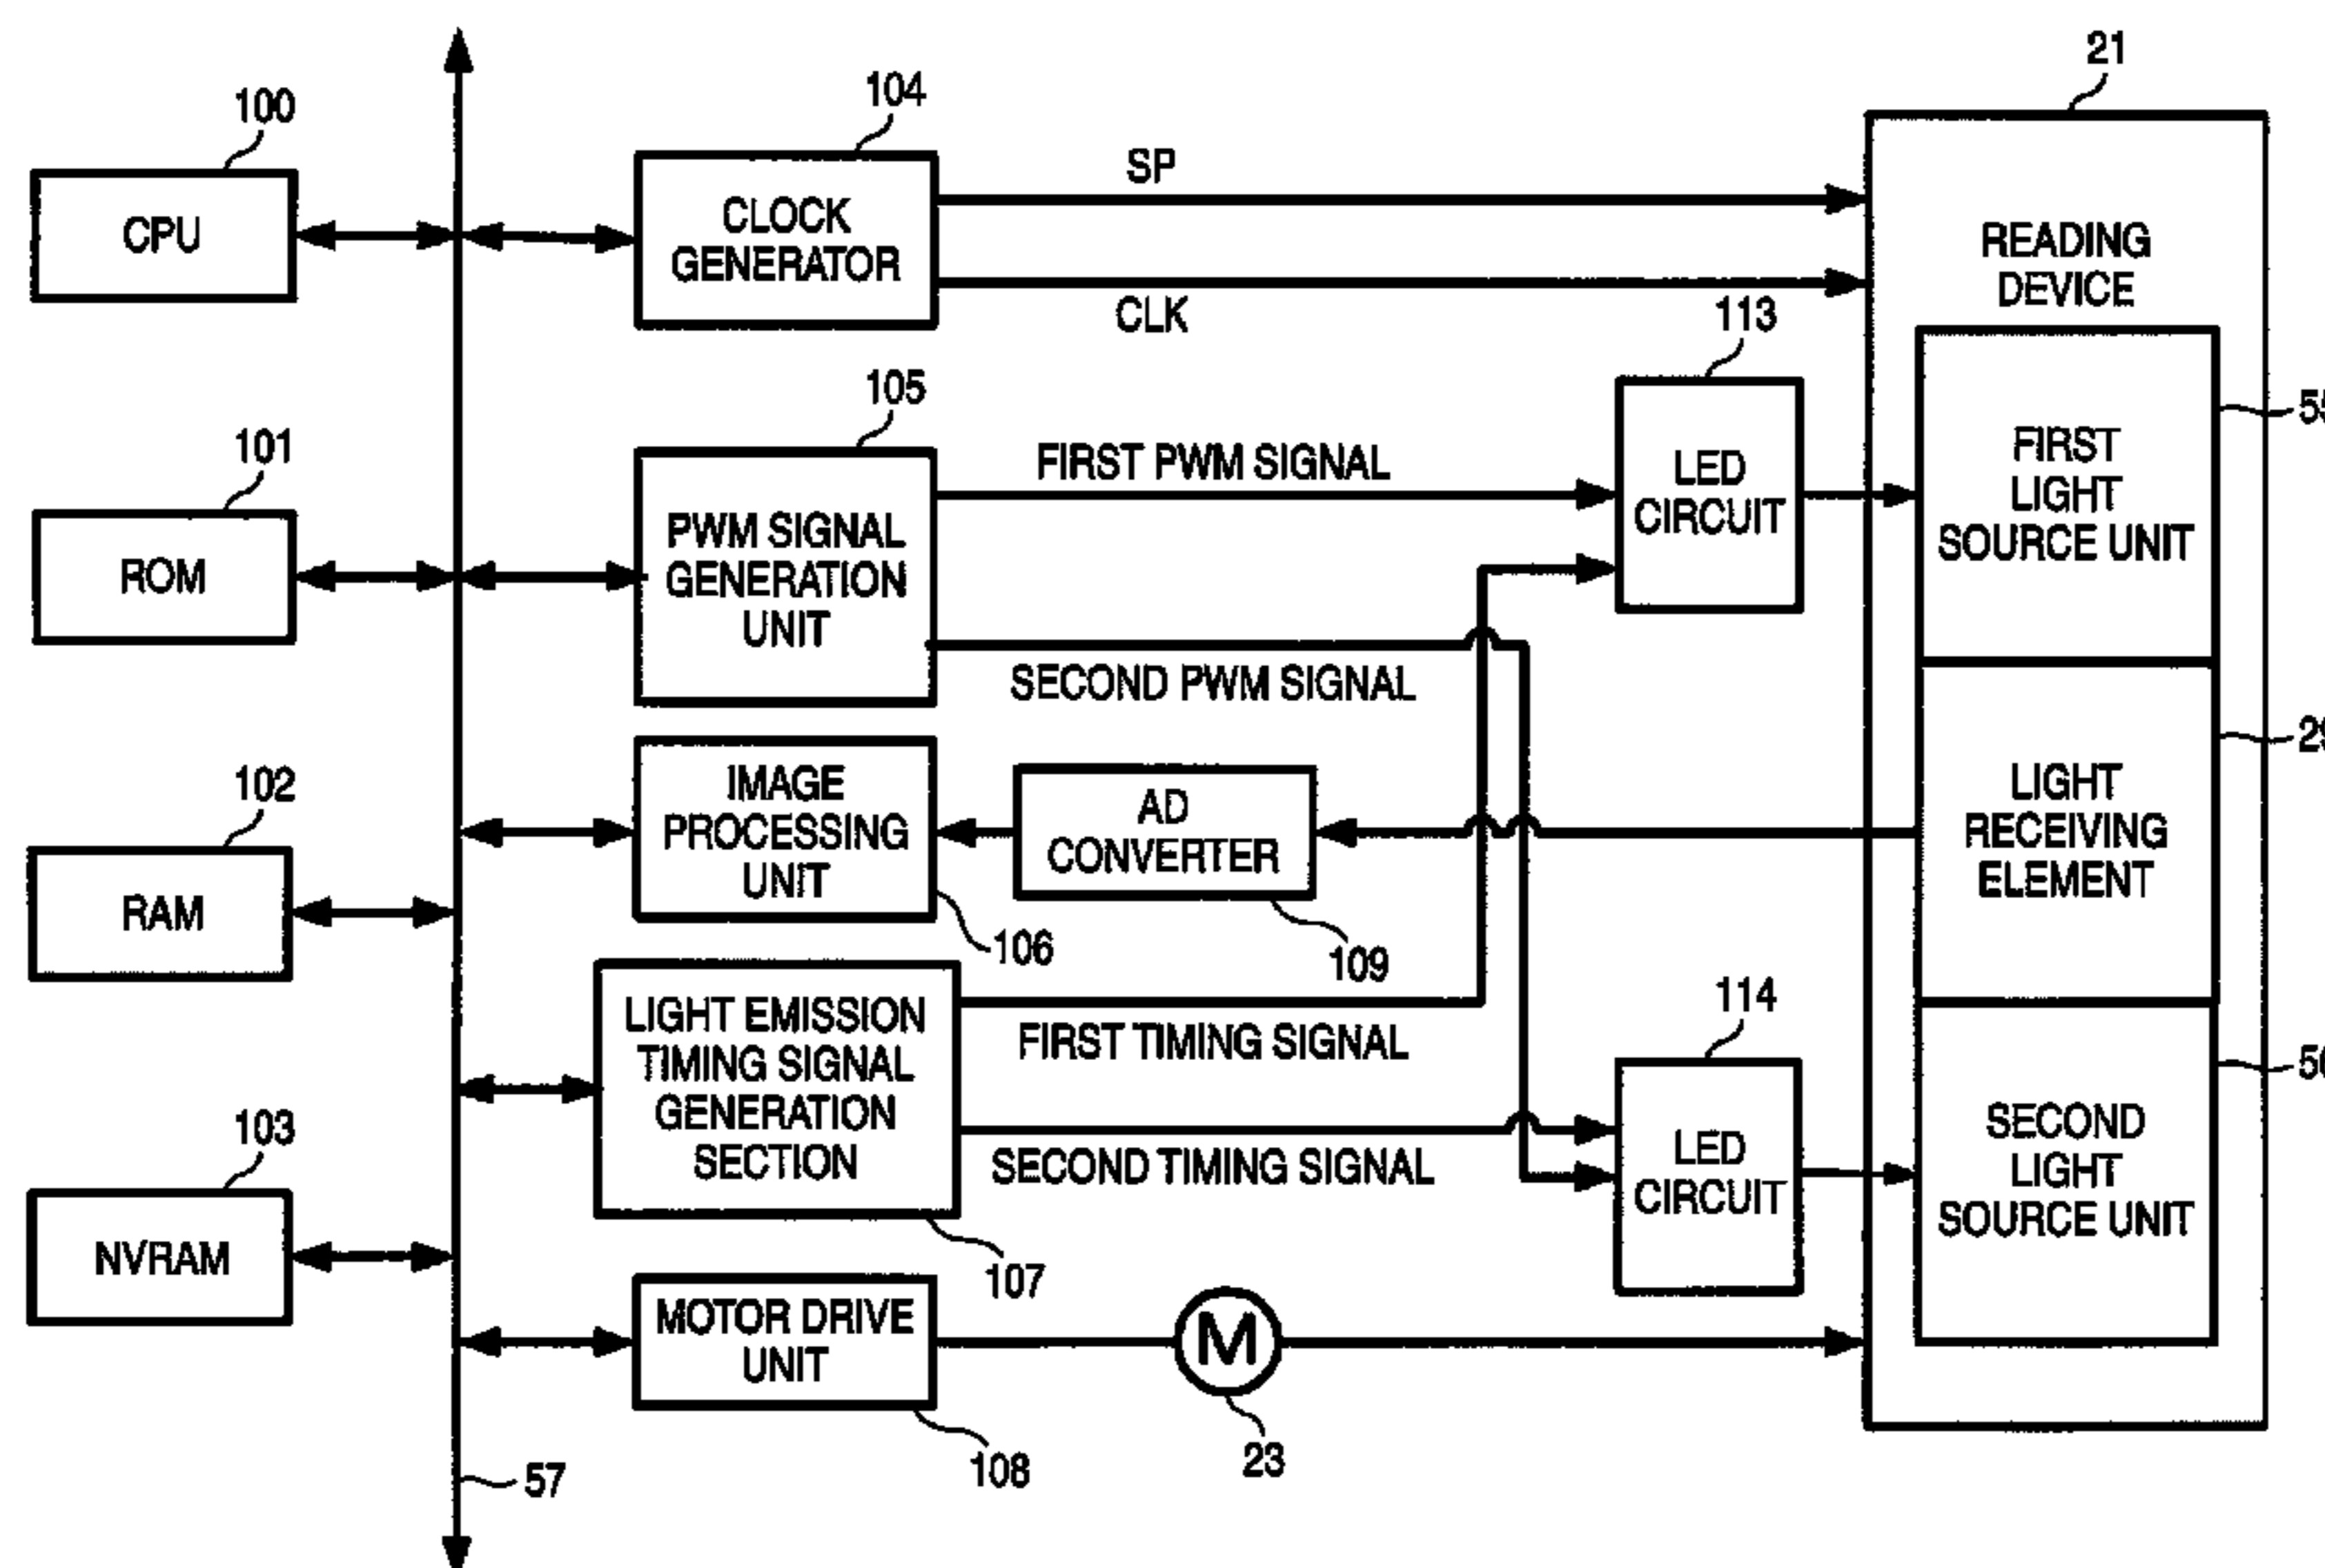 21
100
CPU
104
CLOCK
GENERATOR
SP
CLK
READING
DEVICE
113
LED
CIRCUIT
FIRST
LIGHT
SOURCE UNIT
101
ROM
105
PWM SIGNAL
GENERATION
UNIT
FIRST PWM SIGNAL
SECOND PWM SIGNAL
102
RAM
IMAGE
PROCESSING
UNIT
106
AD
CONVERTER
109
LIGHT
RECEIVING
ELEMENT
103
NVRAM
LIGHT EMISSION
TIMING SIGNAL
GENERATION
SECTION
107
FIRST TIMING SIGNAL
SECOND TIMING SIGNAL
114
LED
CIRCUIT
SECOND
LIGHT
SOURCE UNIT
MOTOR DRIVE
UNIT
108
M
23
57